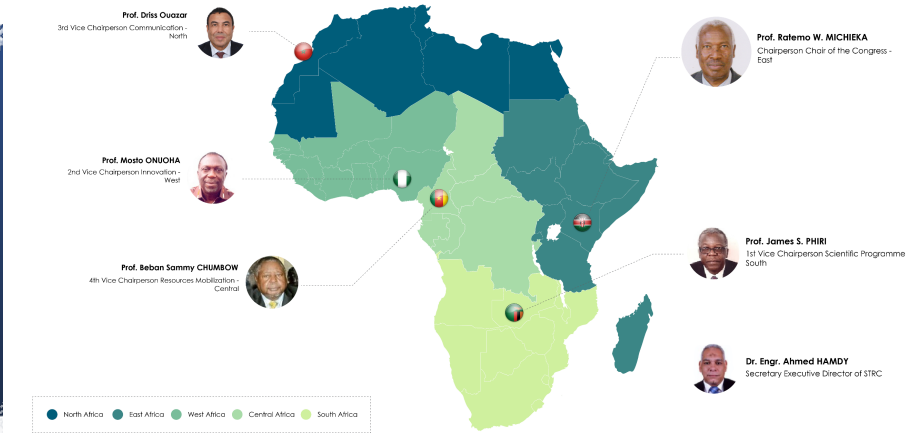 Prof. Driss Ouazar
3rd Vice Chairperson Communication -
North
Prof. Ratemo W. MICHIEKA
Chairperson Chair of the Congress -
East
Prof. Mosto ONUOHA
2nd Vice Chairperson Innovation -
West
Prof. James S. PHIRI
1st Vice Chairperson Scientific Programme
South
Prof. Beban Sammy CHUMBOW
4th Vice Chairperson Resources Mobilization -
Central
Dr. Engr. Ahmed HAMDY
Secretary Executive Director of STRC
North Africa
East Africa
West Africa
Central Africa
South Africa